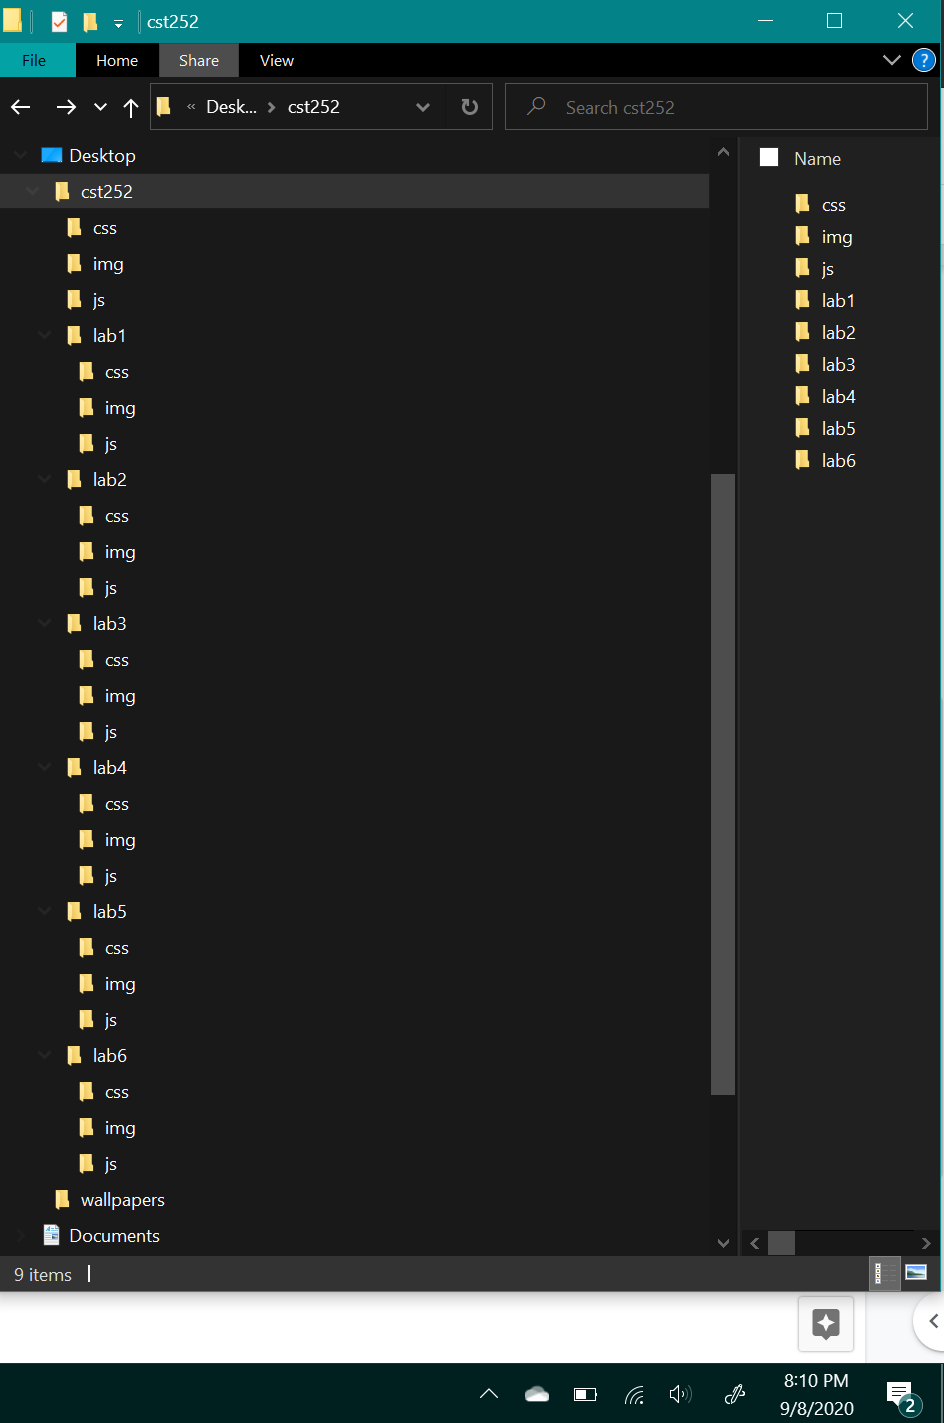 cst252
File Home Share View
?
« Desk... cst252
Search cst252
Desktop
cst252
css
img
js
lab1
css
img
js
lab2
css
img
js
lab3
css
img
js
lab4
css
img
js
lab5
css
img
js
lab6
css
img
js
wallpapers
Documents
Name
css
img
js
lab1
lab2
lab3
lab4
lab5
lab6
9 items
8:10 PM
9/8/2020
2